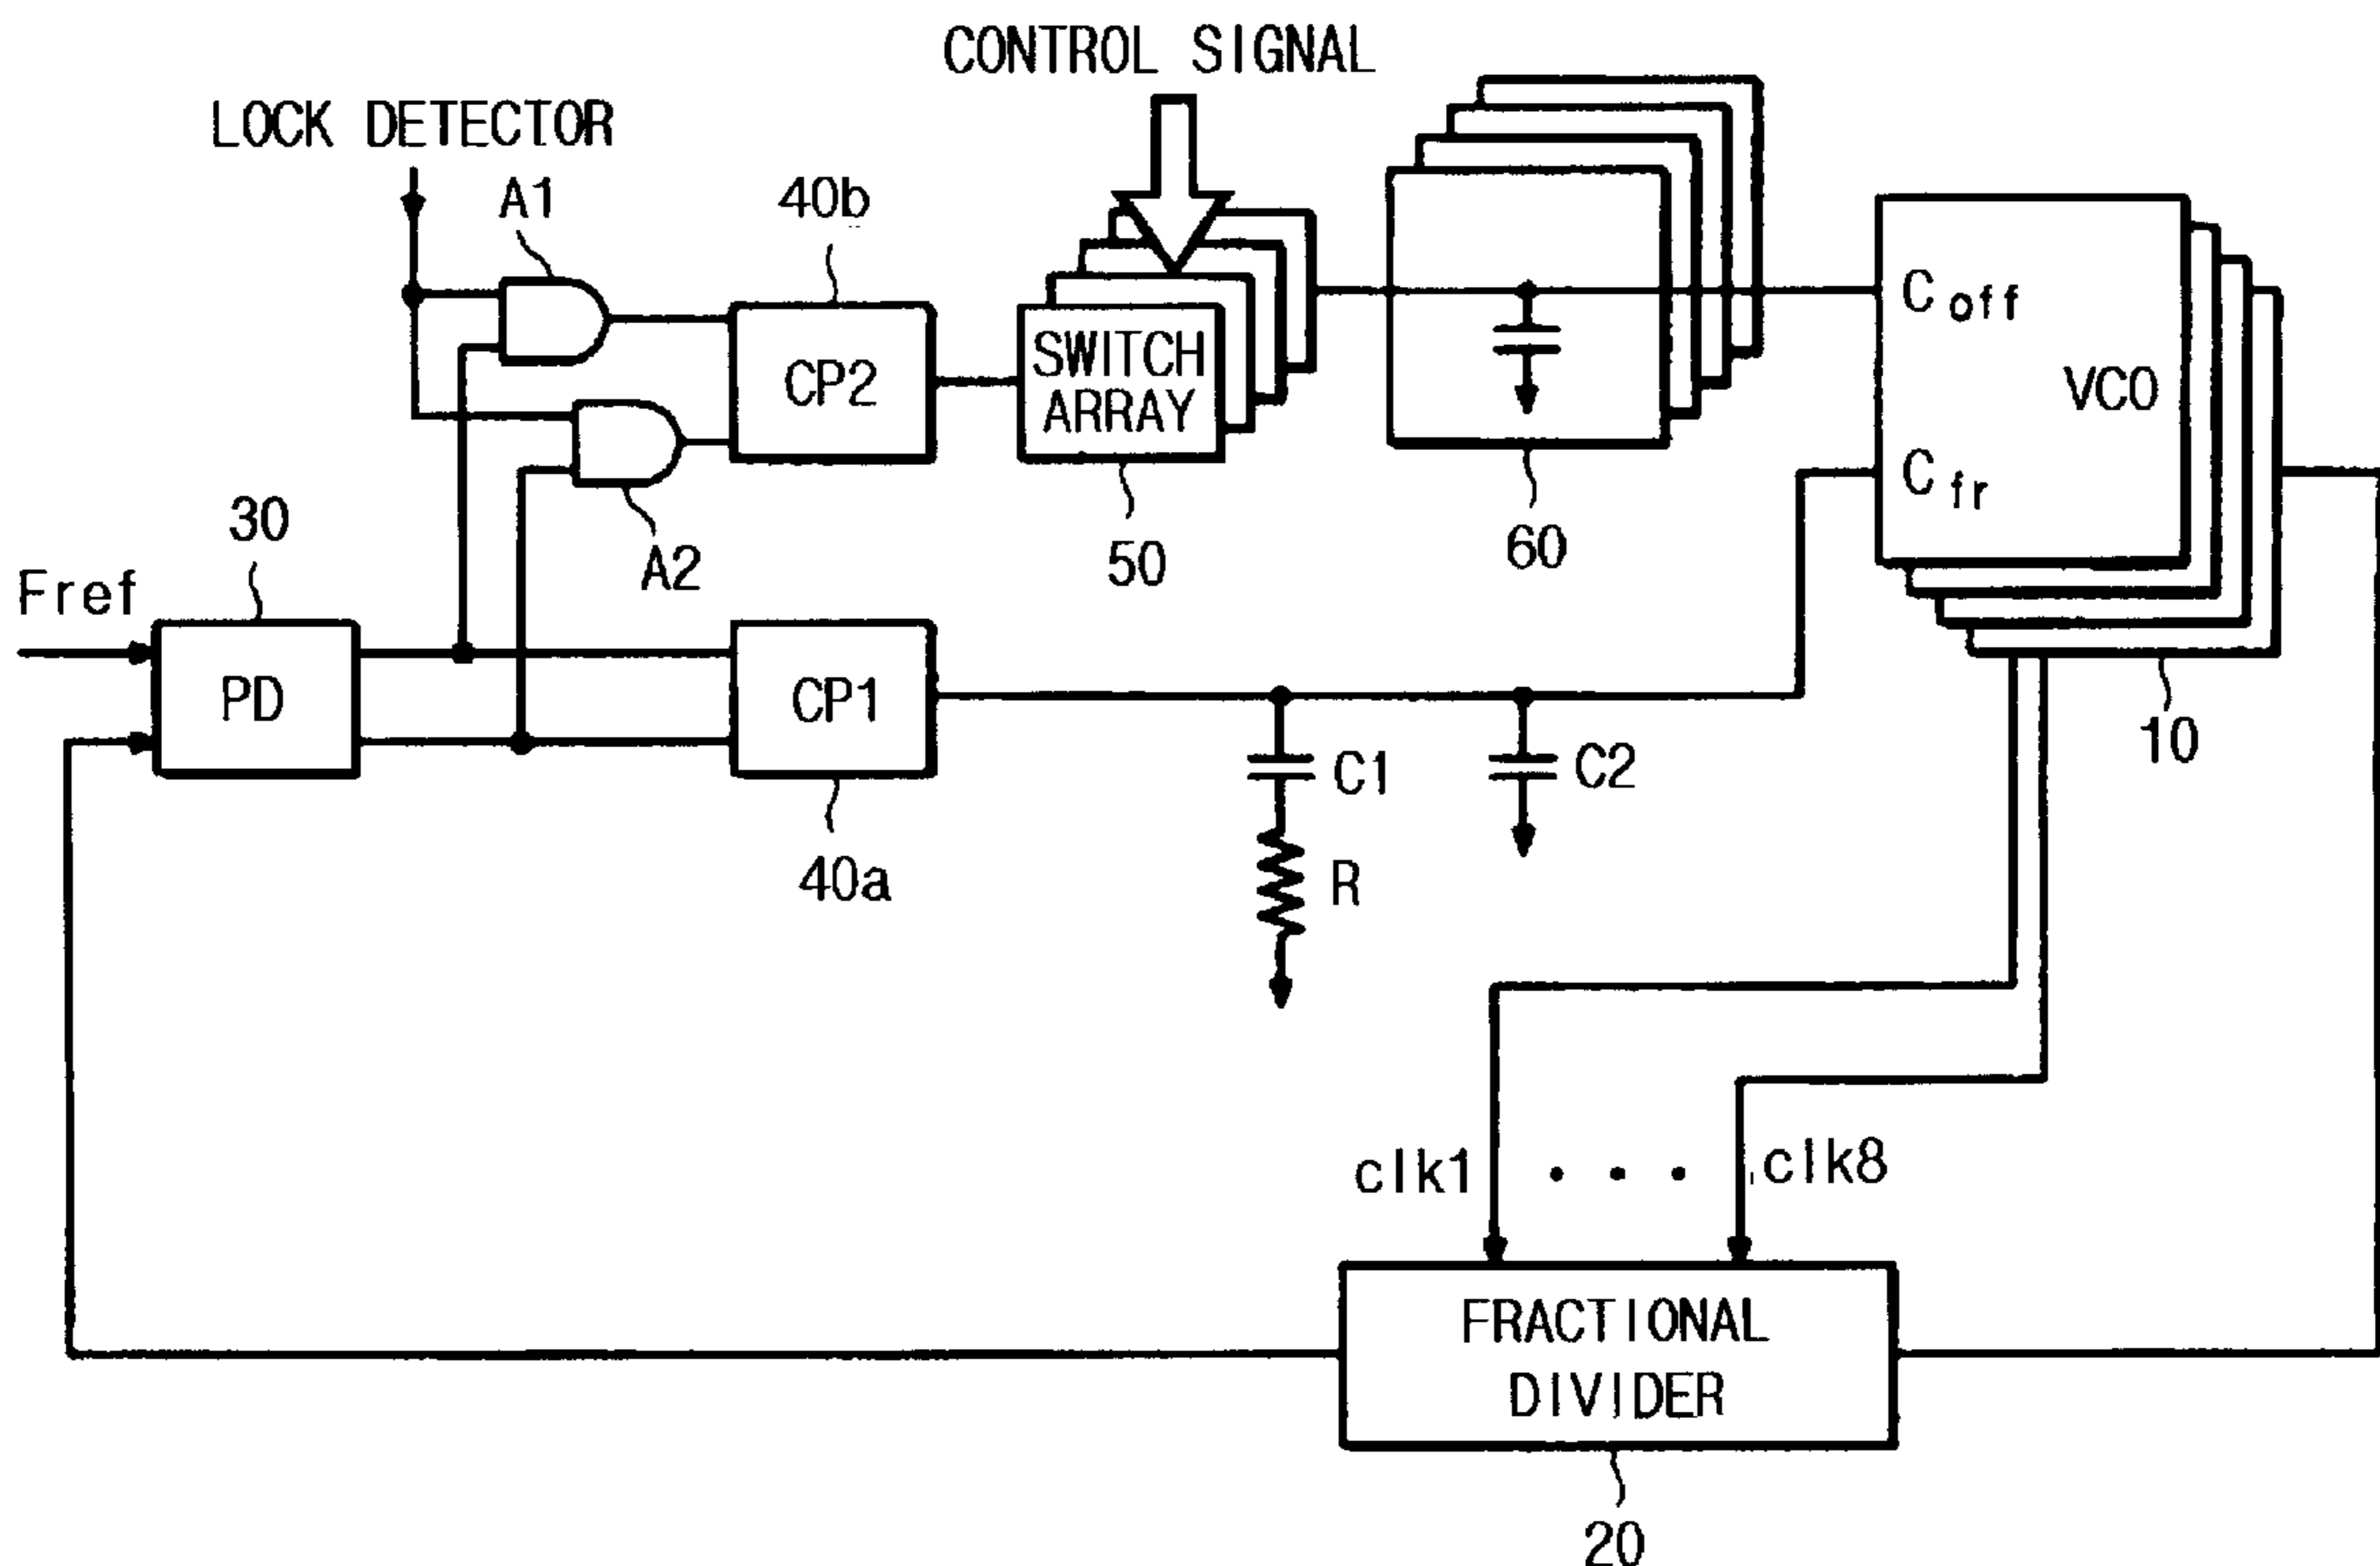 CONTROL SIGNAL
LOCK DETECTOR
A1
40b
C off
VCO
CP2
SWITCH
ARRAY
C fr
30
A2
50
60
Fref
PD
CP1
10
C1
C2
40a
R
clk1
clk8
FRACTIONAL
DIVIDER
20